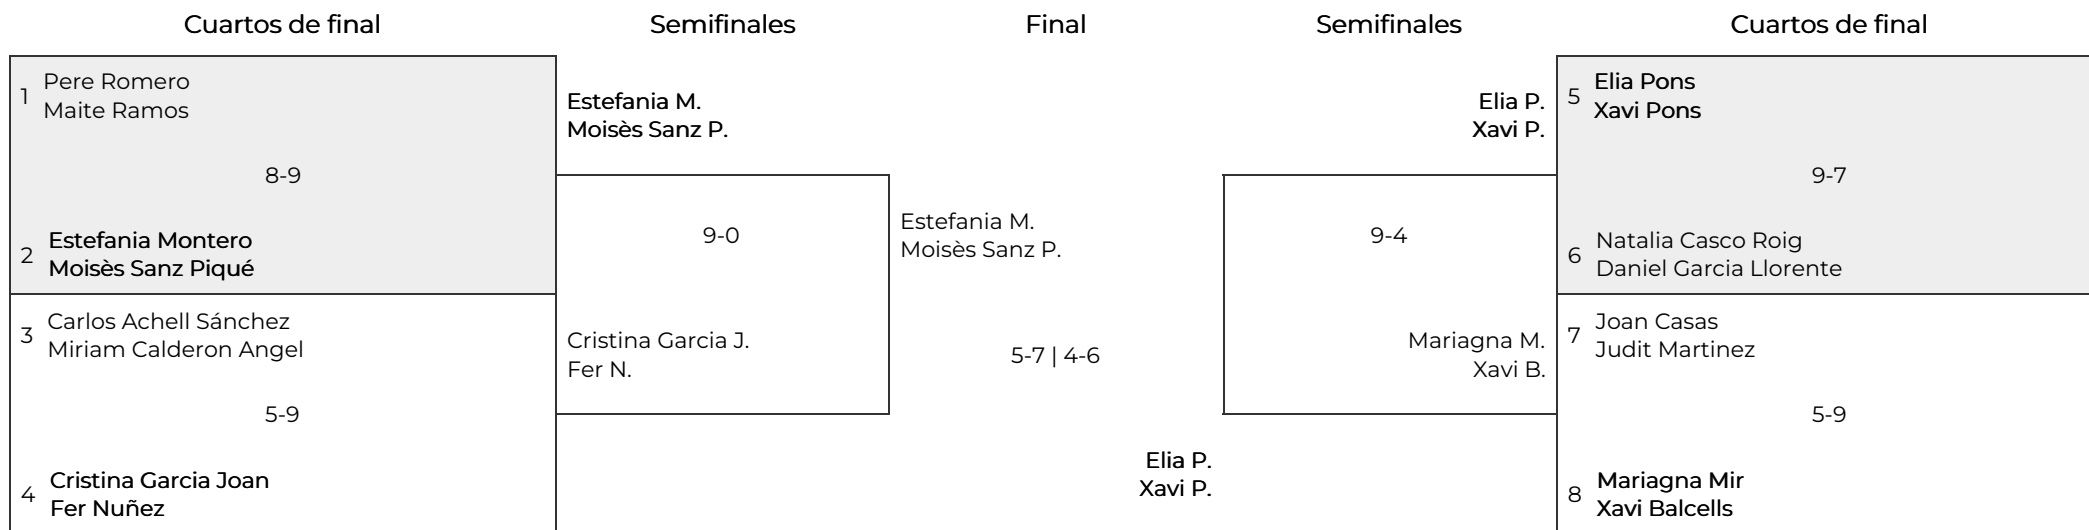 Cuartos de final
Semifinales
Final
Semifinales
Cuartos de final
1
Pere Romero
Maite Ramos
8-9
2
Estefania Montero
Moisès Sanz Piqué
3
Carlos Achell Sánchez
Miriam Calderon Angel
5-9
4
Cristina Garcia Joan
Fer Nuñez
Estefania M.
Moisès Sanz P.
9-0
Cristina Garcia J.
Fer N.
Estefania M.
Moisès Sanz P.
5-7 | 4-6
Elia P.
Xavi P.
Elia P.
Xavi P.
9-4
Mariagna M.
Xavi B.
5
Elia Pons
Xavi Pons
9-7
6
Natalia Casco Roig
Daniel Garcia Llorente
7
Joan Casas
Judit Martinez
5-9
8
Mariagna Mir
Xavi Balcells